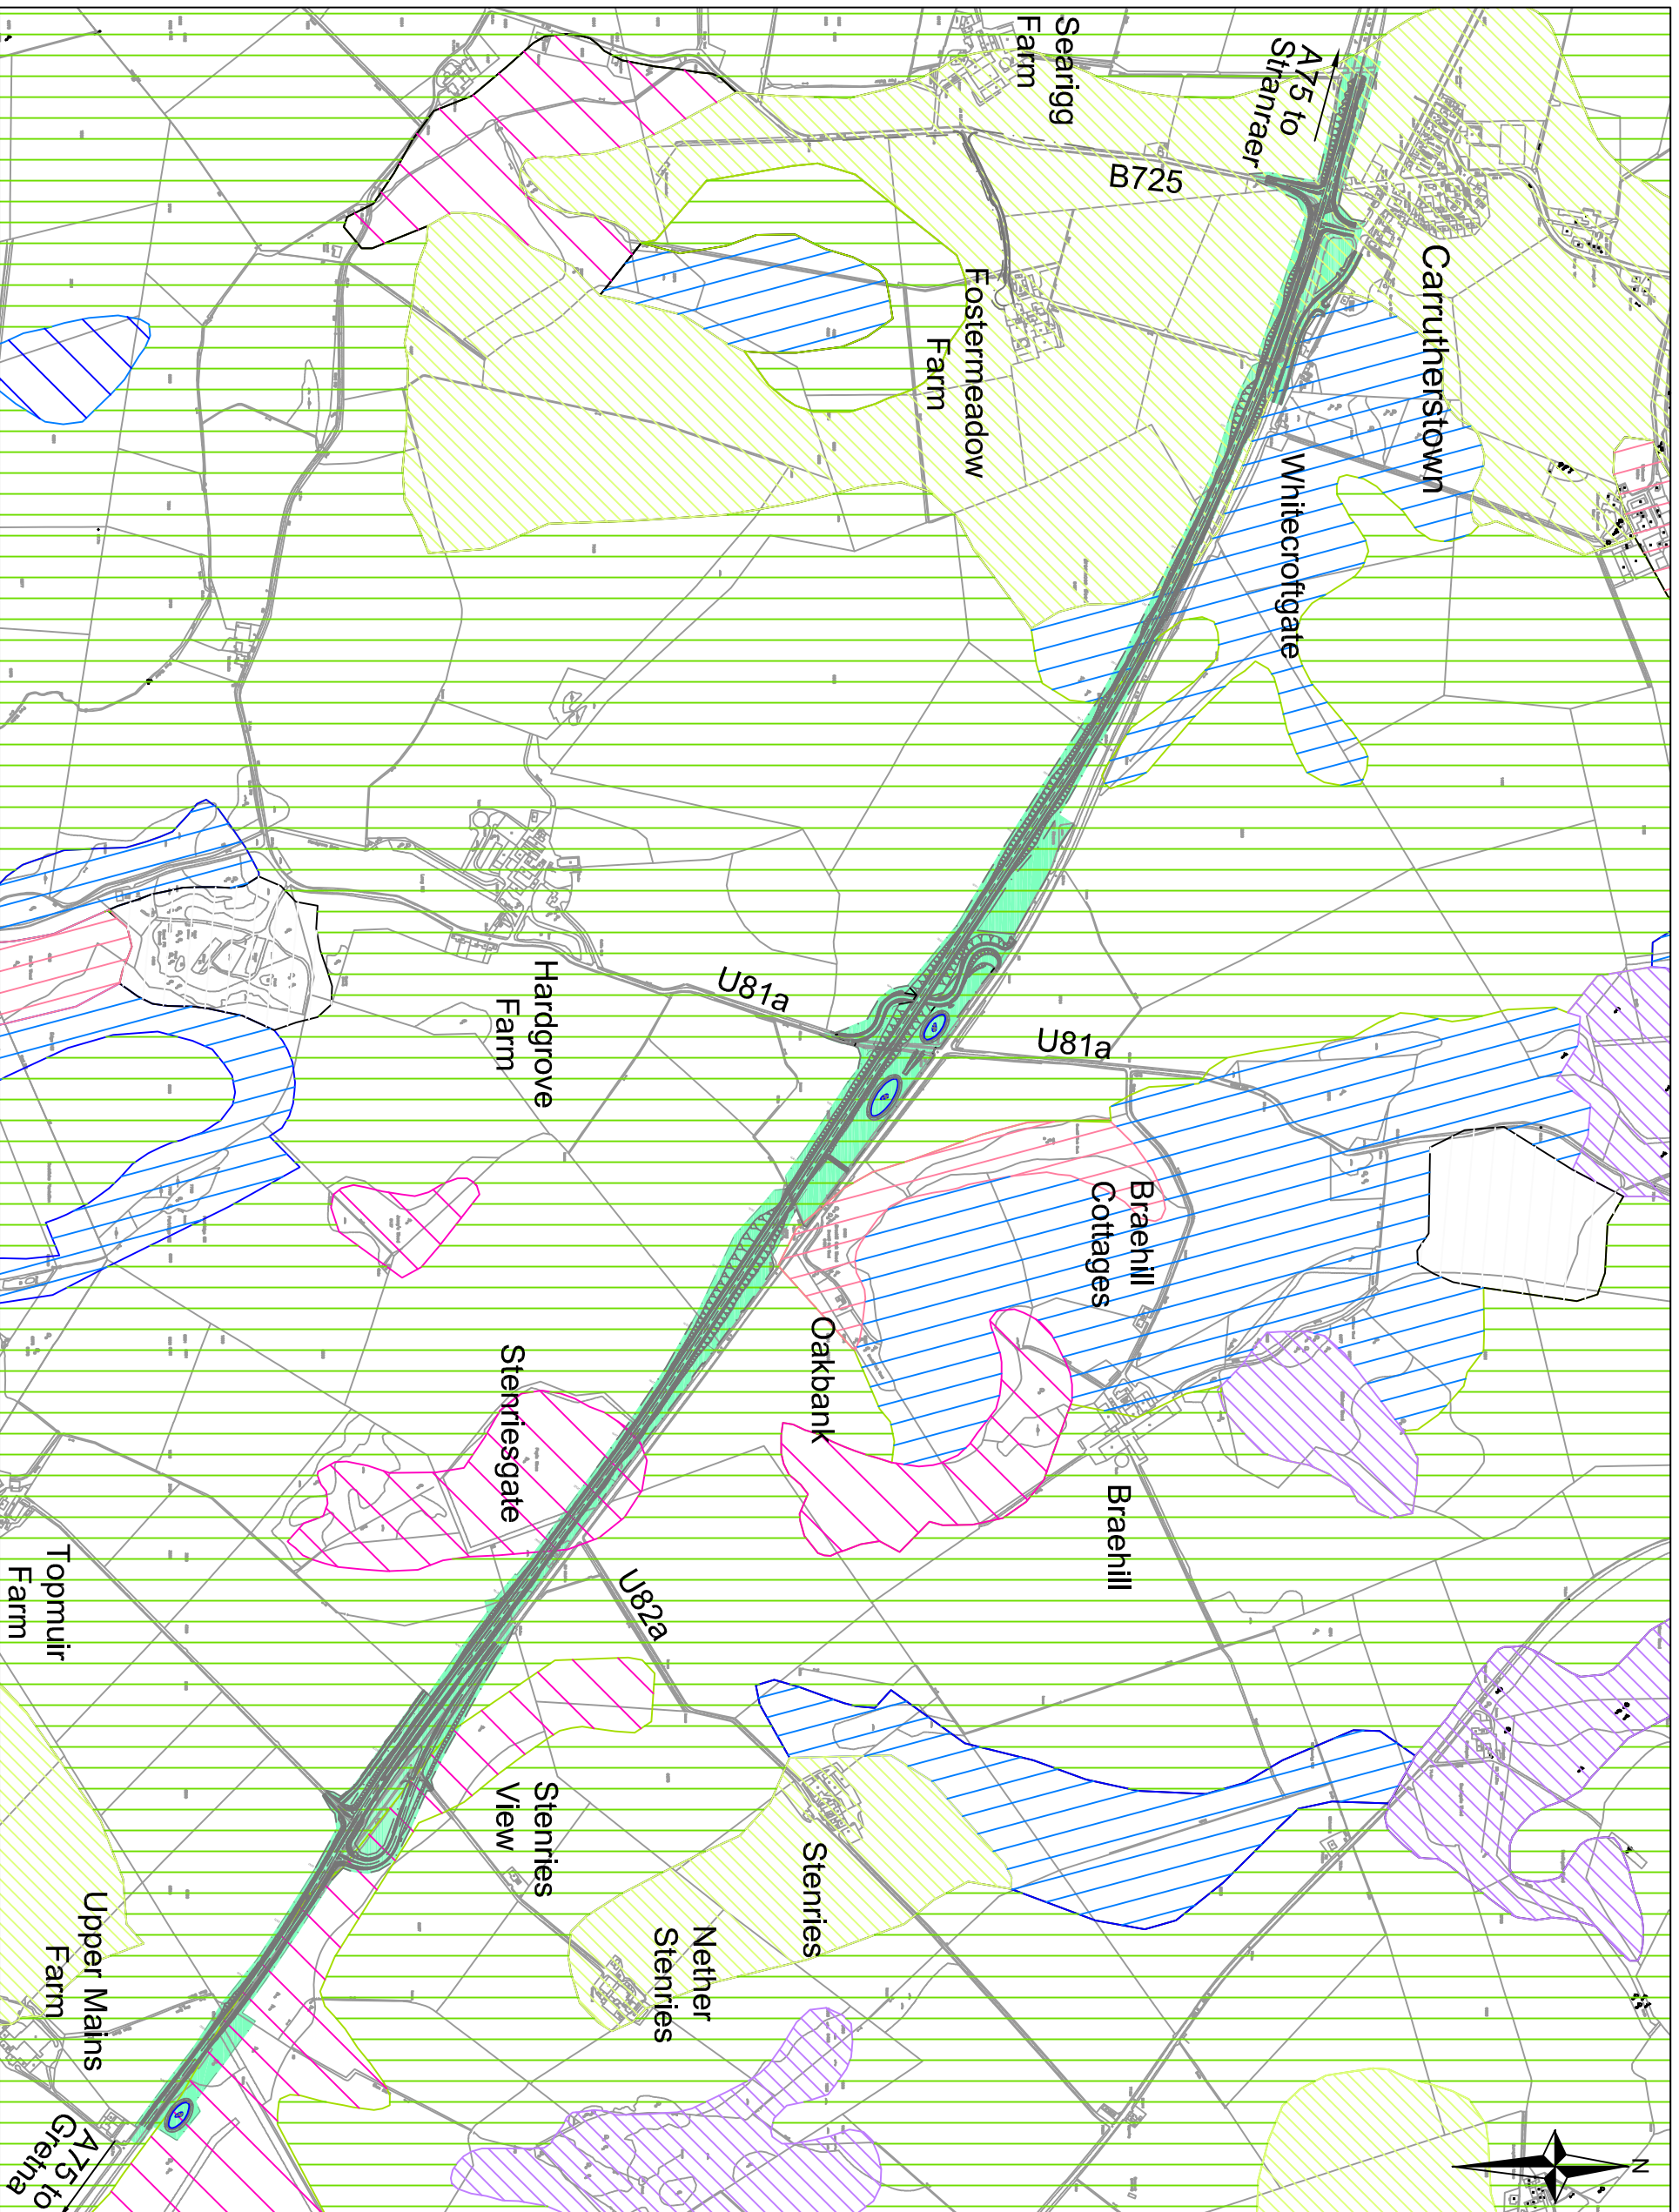 A75 to
Stranraer
Searigg
Farm
B725
Carrutherstown
Fostermeadow
Farm
Whitecroftgate
U81a
U81a
Hardgrove
Farm
Braehill
Cottages
Oakbank
Braehill
Stenriesgate
U82a
Topmuir
Farm
Stenries
View
Stenries
Nether
Stenries
Upper Mains
Farm
A75 to
Gretna
N